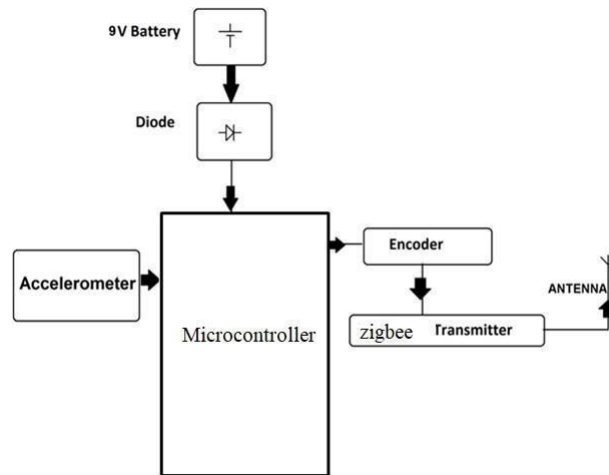 9V Battery
Diode
Encoder
Accelerometer
ANTENNA
Microcontroller
zigbee Transmitter